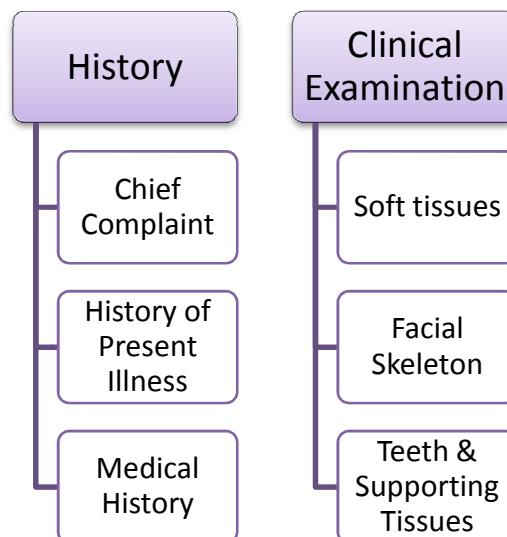 History
Chief
Complaint
History of
Present
Illness
Medical
History
Clinical
Examination
Soft tissues
Facial
Skeleton
Teeth &
Supporting
Tissues